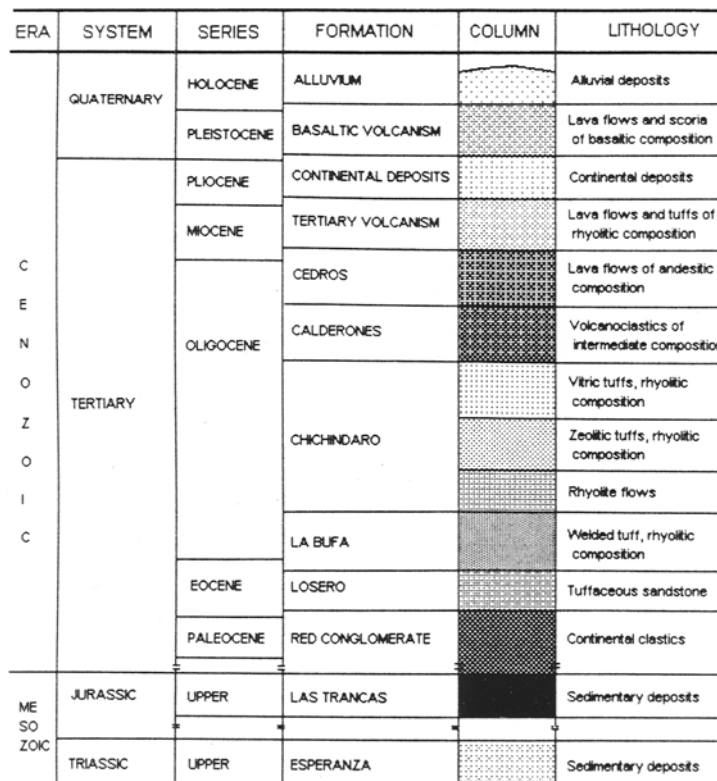 ERA SYSTEM SERIES FORMATION COLUMN LITHOLOGY
CENOZOIC
QUATERNARY
HOLOCENE ALLUVIUM Alluvial deposits
PLEISTOCENE BASALTIC VOLCANISM Lava flows and scoria
of basaltic composition
TERTIARY
PLIOCENE CONTINENTAL DEPOSITS Continental deposits
MIOCENE TERTIARY VOLCANISM Lava flows and tuffs of
rhyolitic composition
OLIGOCENE
CEDROS Lava flows of andesitic
composition
CALDERONES Volcanoclastics of
intermediate composition
CHICHINDARO
Vitric tuffs, rhyolitic
composition
Zeolitic tuffs, rhyolitic
composition
Rhyolite flows
LA BUFA Welded tuff, rhyolitic
composition
EOCENE LOSERO Tuffaceous sandstone
PALEOCENE RED CONGLOMERATE Continental clastics
ME
SO
ZOIC
JURASSIC UPPER LAS TRANCAS Sedimentary deposits
TRIASSIC UPPER ESPERANZA Sedimentary deposits